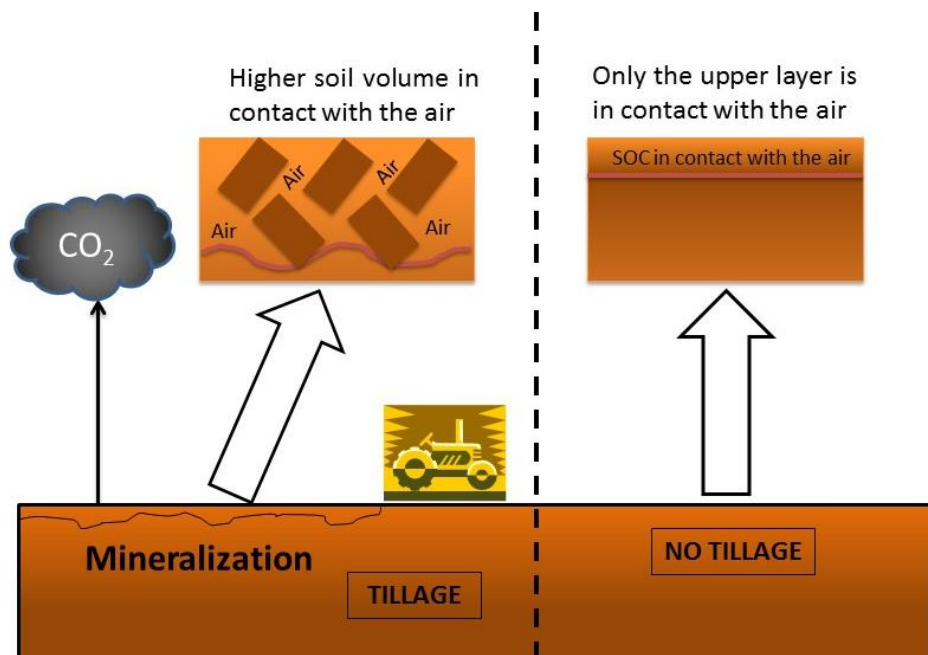 Higher soil volume in
contact with the air
Air
Air
Air
Air
CO₂
Mineralization
TILLAGE
Only the upper layer is
in contact with the air
SOC in contact with the air
NO TILLAGE